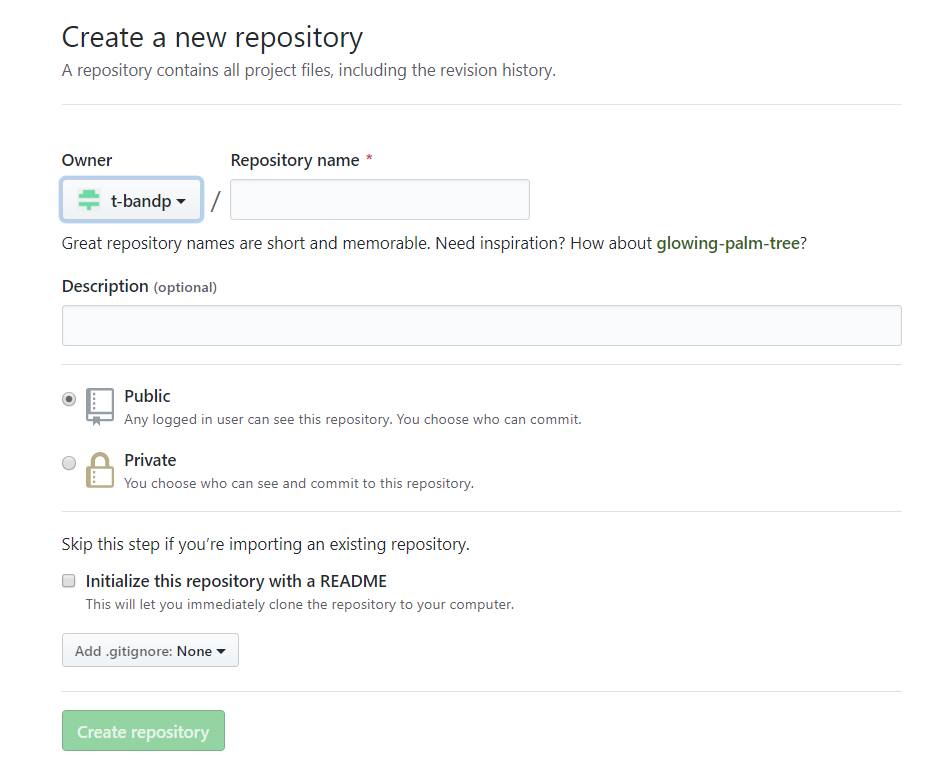 Create a new repository
A repository contains all project files, including the revision history.
Owner Repository name *
t-bandp / 
Great repository names are short and memorable. Need inspiration? How about glowing-palm-tree?
Description (optional)
Public
Any logged in user can see this repository. You choose who can commit.
Private
You choose who can see and commit to this repository.
Skip this step if you’re importing an existing repository.
Initialize this repository with a README
This will let you immediately clone the repository to your computer.
Add .gitignore: None
Create repository